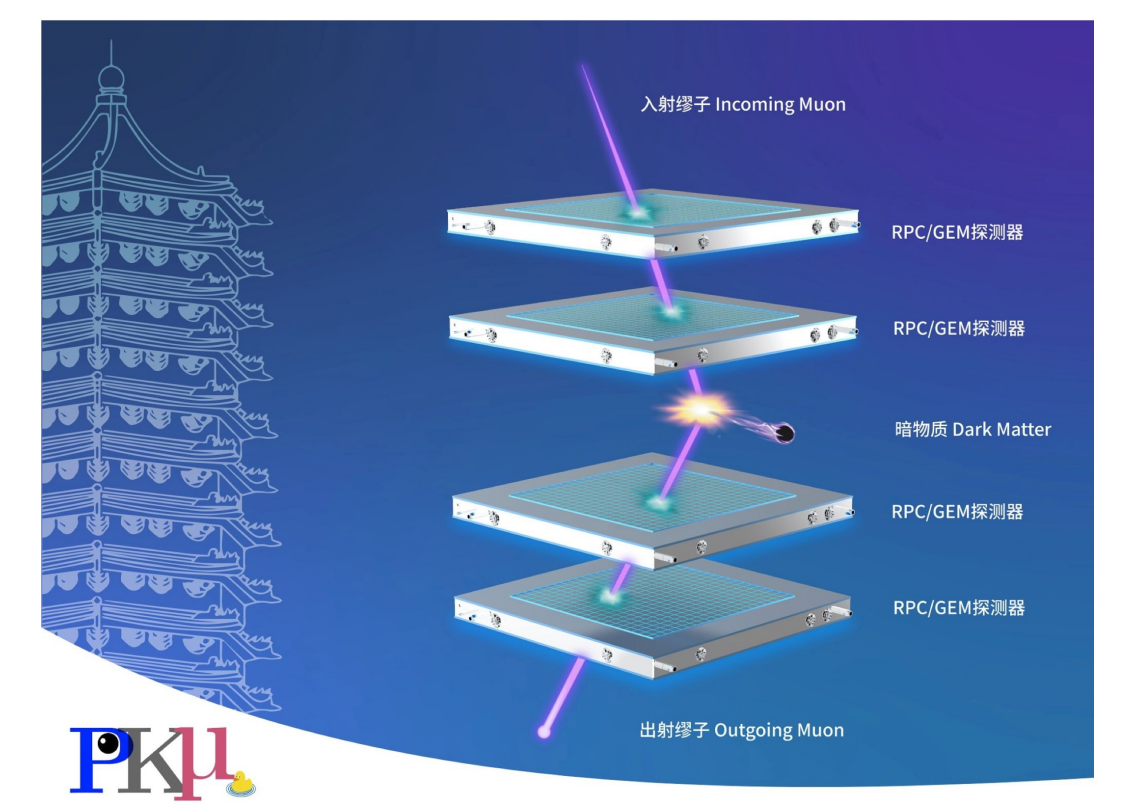 入射缪子 Incoming Muon
RPC/GEM探测器
RPC/GEM探测器
暗物质 Dark Matter
RPC/GEM探测器
RPC/GEM探测器
出射缪子 Outgoing Muon
PKμ